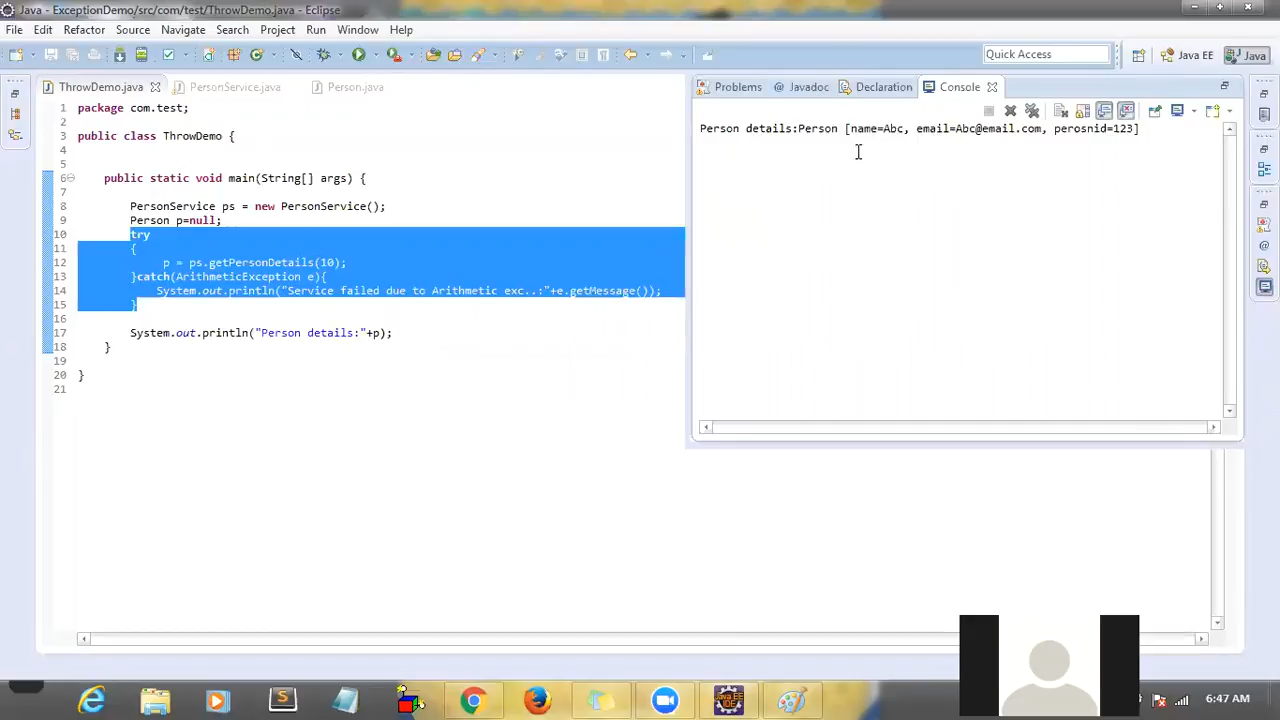 Java - ExceptionDemo/src/com/test/ThrowDemo.java - Eclipse
File Edit Refactor Source Navigate Search Project Run Window Help
Quick Access
Java EE
Java
ThrowDemo.java
PersonService.java
Person.java
Problems
Javadoc
Declaration
Console
1 package com.test;
2
3 public class ThrowDemo {
4
5
6 public static void main(String[] args) {
7
8 PersonService ps = new PersonService();
9 Person p=null;
10 try
11 {
12 p = ps.getPersonDetails(10);
13 }catch(ArithmeticException e){
14 System.out.println("Service failed due to Arithmetic exc..:"+e.getMessage());
15 }
16
17 System.out.println("Person details:"+p);
18 }
19
20 }
21
Person details:Person [name=Abc, email=Abc@email.com, perosnid=123]
Java EE
IDE
6:47 AM